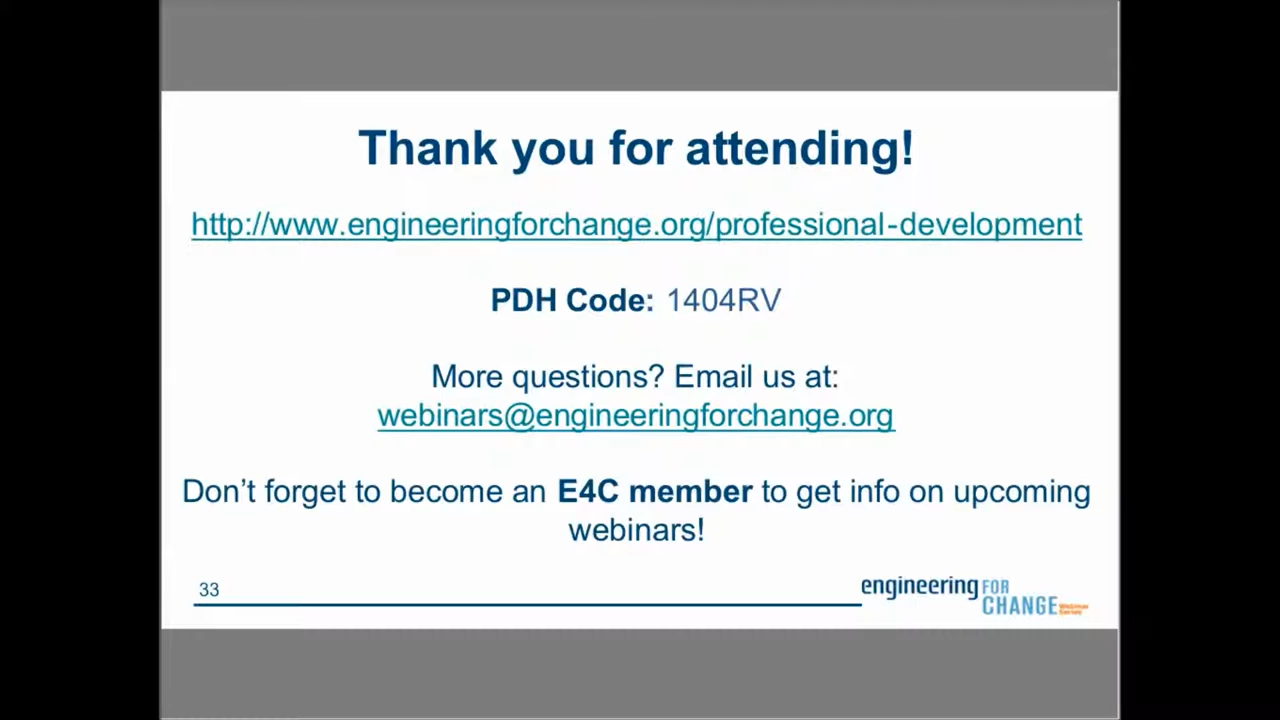 Thank you for attending!
http://www.engineeringforchange.org/professional-development
PDH Code: 1404RV
More questions? Email us at:
webinars@engineeringforchange.org
Don’t forget to become an E4C member to get info on upcoming
webinars!
33
engineering FOR
CHANGE Webinar
Series